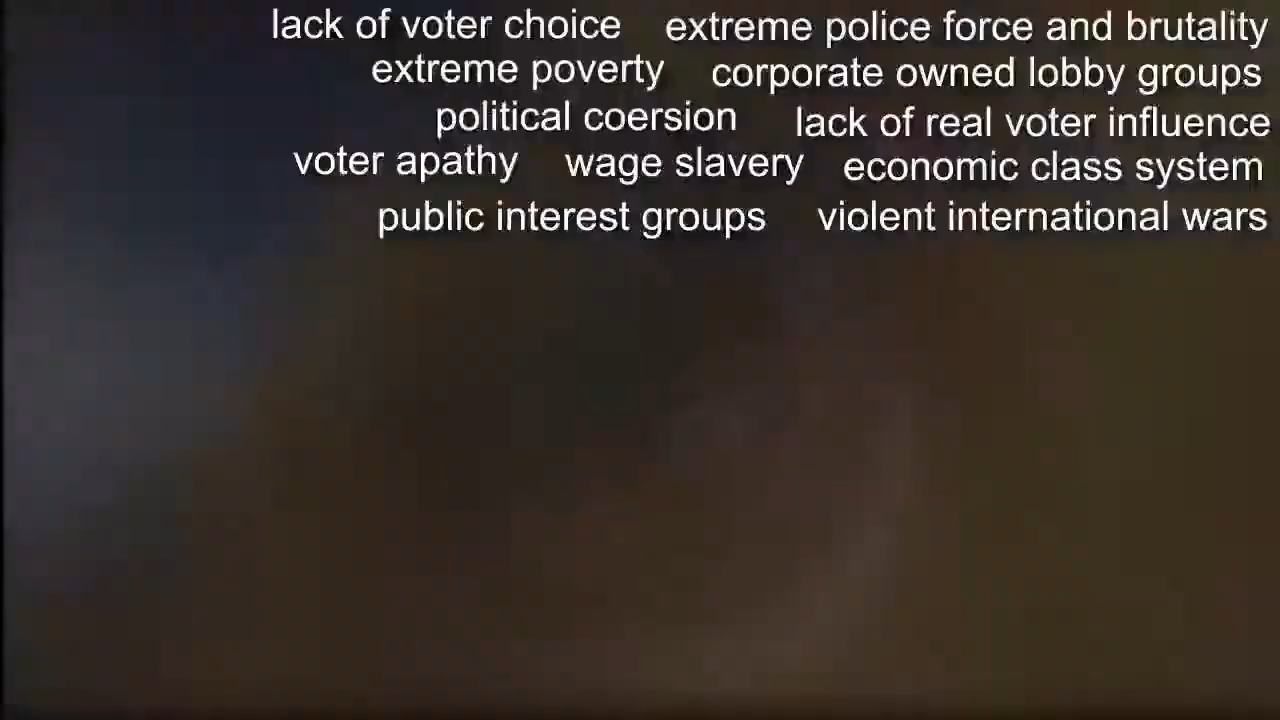 lack of voter choice extreme police force and brutality
extreme poverty corporate owned lobby groups
political coersion lack of real voter influence
voter apathy wage slavery economic class system
public interest groups violent international wars